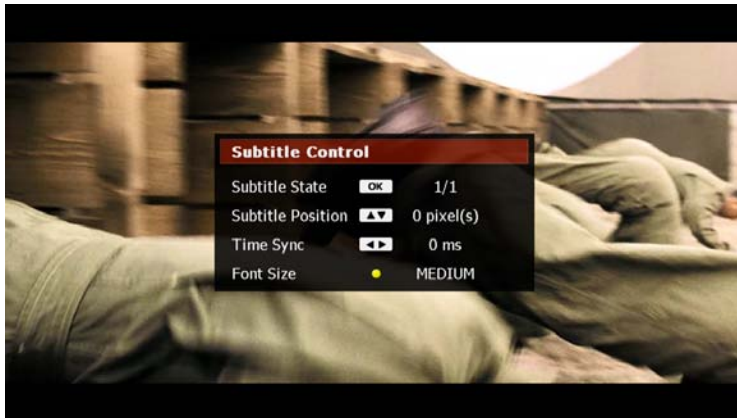 Subtitle Control
Subtitle State OK 1/1
Subtitle Position ▲▼ 0 pixel(s)
Time Sync ◄► 0 ms
Font Size MEDIUM